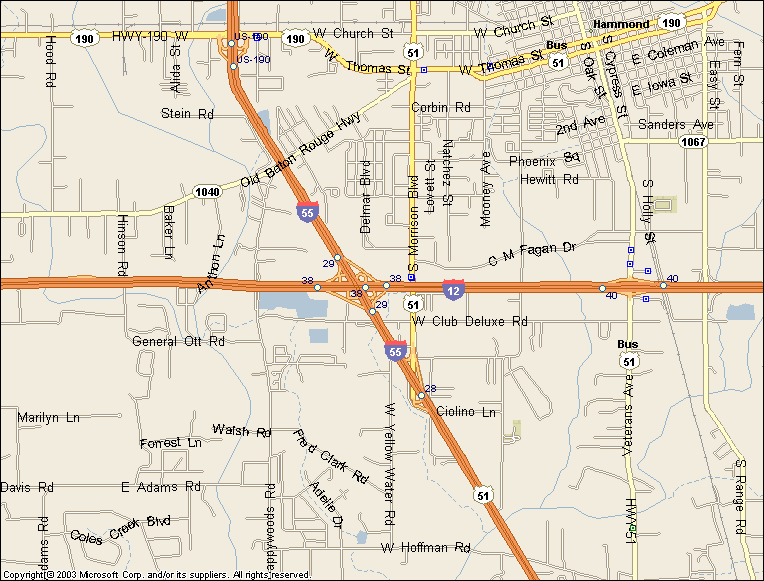 Hood Rd
190
HWY-190 W
US-190
US-190
190
W Church St
Alida St
W Thomas St
51
W Church St
W Thomas St
Bus
51
Hammond
190
S Oak St
S Cypress St
E Coleman Ave
E Iowa St
Fern St
Easy St
Stein Rd
Corbin Rd
2nd Ave
Sanders Ave
1067
Old Baton Rouge Hwy
1040
Phoenix Sq
Hewitt Rd
Natchez St
Lovett St
Mooney Ave
Delmar Blvd
S Morrison Blvd
S Holly St
55
Hinson Rd
Baker Ln
Anthon Ln
C M Fagan Dr
29
38
38
38
29
12
51
40
40
W Club Deluxe Rd
General Ott Rd
55
Bus
51
28
Ciolino Ln
Marilyn Ln
Walsh Rd
Forrest Ln
Fred Clark Rd
W Yellow Water Rd
Veterans Ave
Davis Rd
E Adams Rd
Adelle Dr
51
S Range Rd
HWY-51
Coles Creek Blvd
dams Rd
addywoods Rd
W Hoffman Rd
Copyright © 2003 Microsoft Corp. and/or its suppliers. All rights reserved.